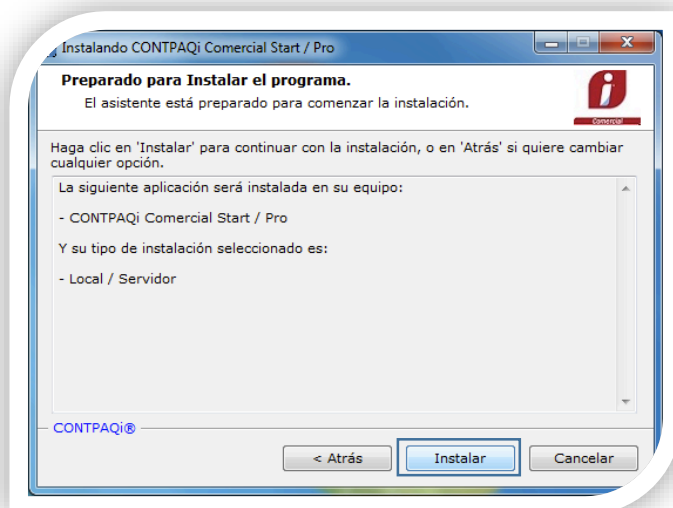 Instalando CONTPAQi Comercial Start / Pro
Preparado para Instalar el programa.
El asistente está preparado para comenzar la instalación.
Comercial
Haga clic en 'Instalar' para continuar con la instalación, o en 'Atrás' si quiere cambiar
cualquier opción.
La siguiente aplicación será instalada en su equipo:
- CONTPAQi Comercial Start / Pro
Y su tipo de instalación seleccionado es:
- Local / Servidor
CONTPAQi®
< Atrás
Instalar
Cancelar